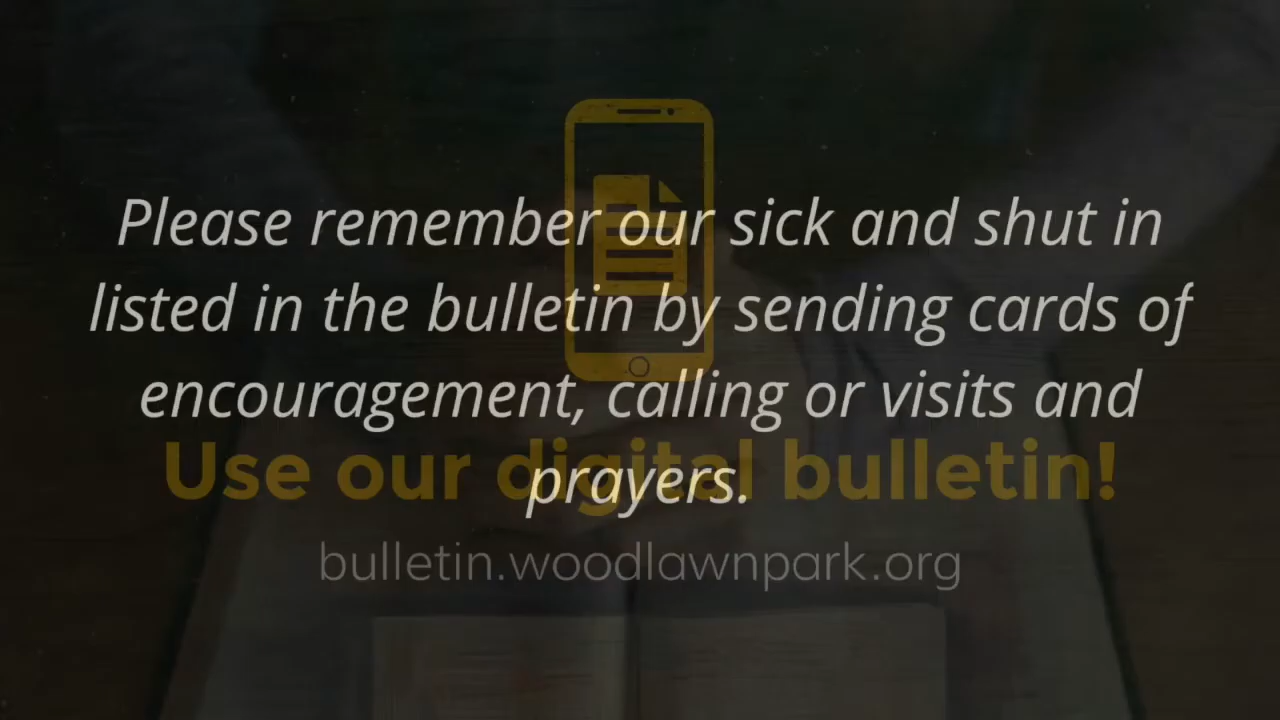 Please remember our sick and shut in
listed in the bulletin by sending cards of
encouragement, calling or visits and
prayers.
Use our digital bulletin!
bulletin.woodlawnpark.org